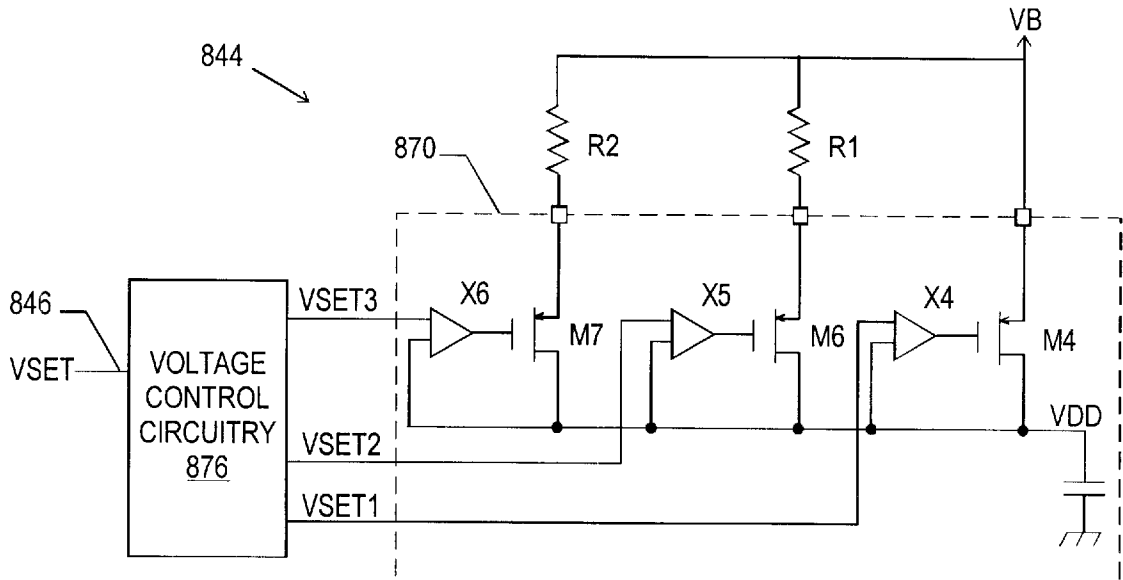 VB
844
R2
R1
870
846
VSET3
X6
X5
X4
M7
M6
M4
VSET
VOLTAGE
CONTROL
CIRCUITRY
876
VDD
VSET2
VSET1